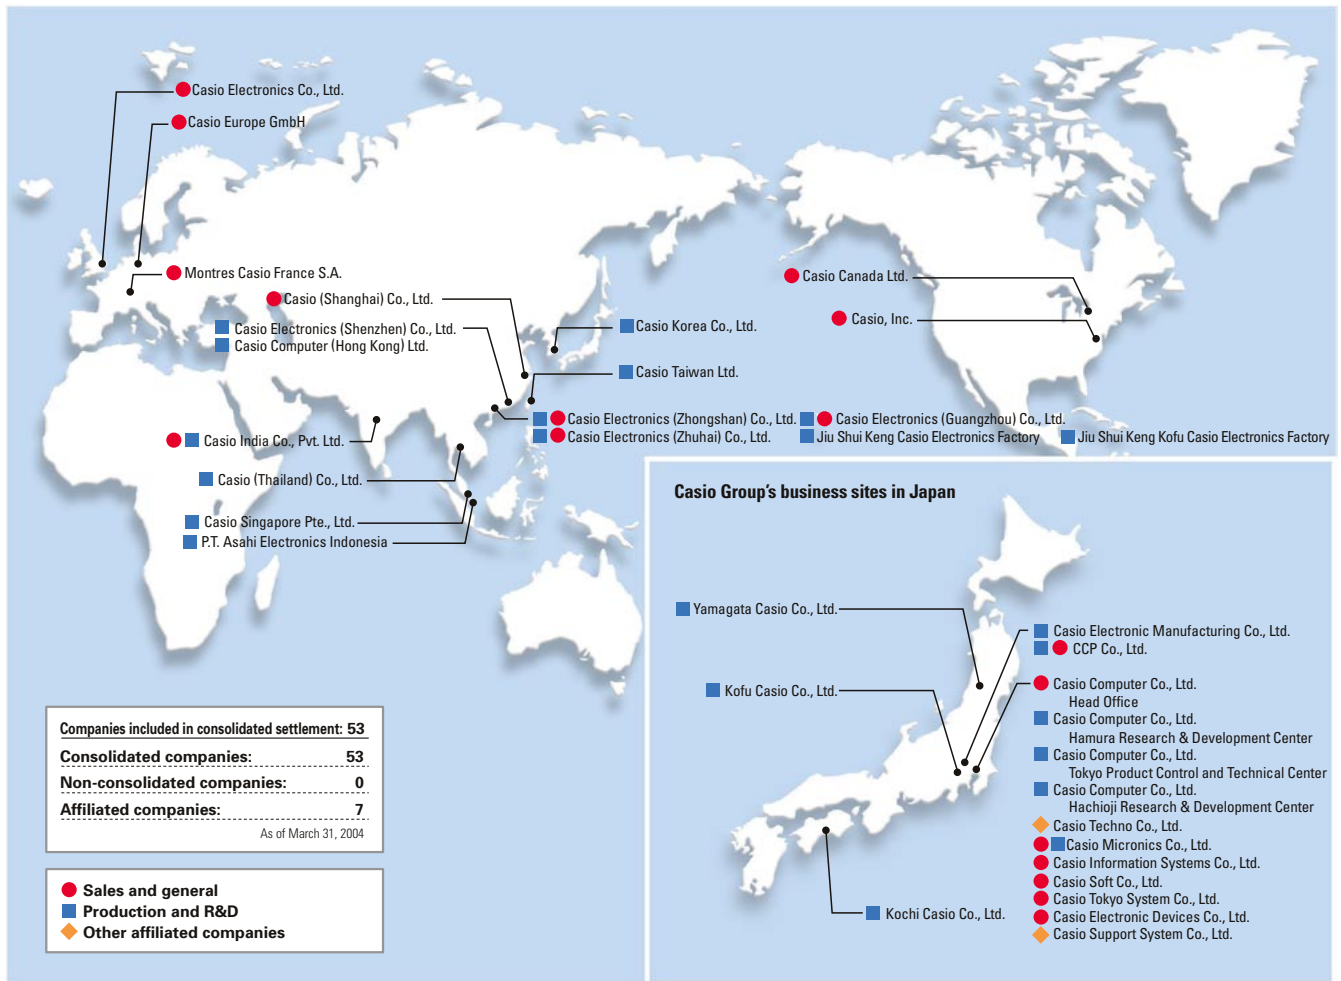 Casio Electronics Co., Ltd.
Casio Europe GmbH
Montres Casio France S.A.
Casio (Shanghai) Co., Ltd.
Casio Electronics (Shenzhen) Co., Ltd.
Casio Computer (Hong Kong) Ltd.
Casio Korea Co., Ltd.
Casio Taiwan Ltd.
Casio Canada Ltd.
Casio, Inc.
Casio Electronics (Zhongshan) Co., Ltd.
Casio Electronics (Guangzhou) Co., Ltd.
Casio Electronics (Zhuhai) Co., Ltd.
Jiu Shui Keng Casio Electronics Factory
Jiu Shui Keng Kofu Casio Electronics Factory
Casio India Co., Pvt. Ltd.
Casio (Thailand) Co., Ltd.
Casio Singapore Pte., Ltd.
P.T. Asahi Electronics Indonesia
Casio Group's business sites in Japan
Yamagata Casio Co., Ltd.
Kofu Casio Co., Ltd.
Kochi Casio Co., Ltd.
Casio Electronic Manufacturing Co., Ltd.
CCP Co., Ltd.
Casio Computer Co., Ltd.
Head Office
Casio Computer Co., Ltd.
Hamura Research & Development Center
Casio Computer Co., Ltd.
Tokyo Product Control and Technical Center
Casio Computer Co., Ltd.
Hachioji Research & Development Center
Casio Techno Co., Ltd.
Casio Micronics Co., Ltd.
Casio Information Systems Co., Ltd.
Casio Soft Co., Ltd.
Casio Tokyo System Co., Ltd.
Casio Electronic Devices Co., Ltd.
Casio Support System Co., Ltd.
Companies included in consolidated settlement: 53
Consolidated companies: 53
Non-consolidated companies: 0
Affiliated companies: 7
As of March 31, 2004
Sales and general
Production and R&D
Other affiliated companies